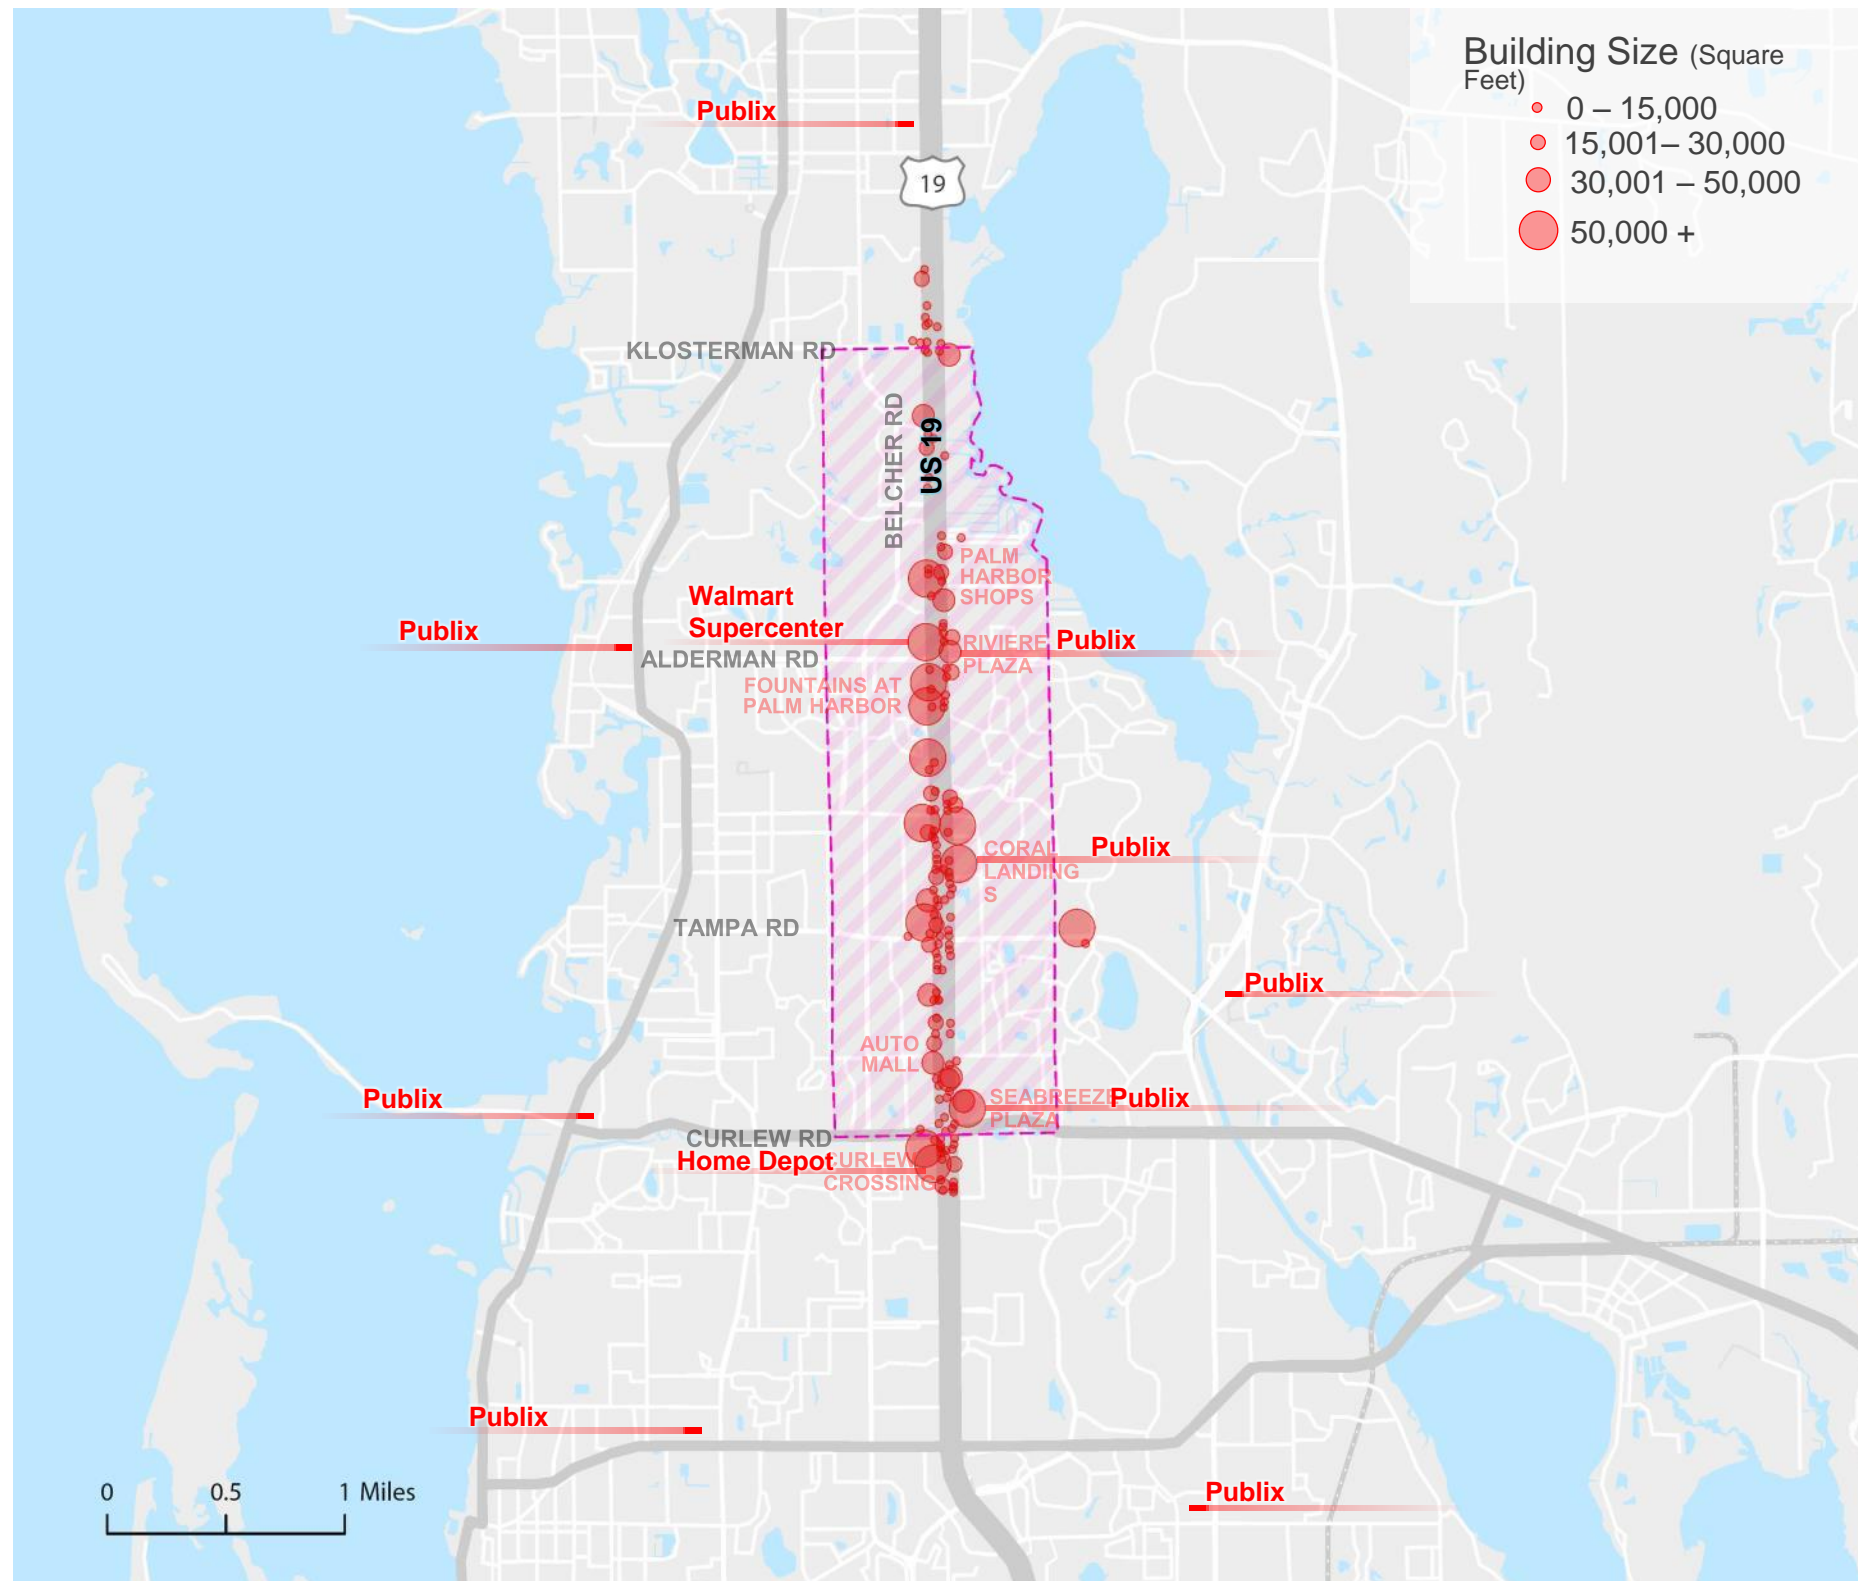 Building Size (Square
Feet)
0 – 15,000
15,001– 30,000
30,001 – 50,000
50,000 +
Publix
19
KLOSTERMAN RD
BELCHER RD
US 19
PALM
HARBOR
SHOPS
Walmart
Supercenter
Publix
RIVIERE
PLAZA
Publix
ALDERMAN RD
FOUNTAINS AT
PALM HARBOR
CORAL
LANDING
S
Publix
TAMPA RD
Publix
AUTO
MALL
SEABREEZE
PLAZA
Publix
Publix
CURLEW RD
Home Depot
CURLEW
CROSSING
Publix
0 0.5 1 Miles
Publix